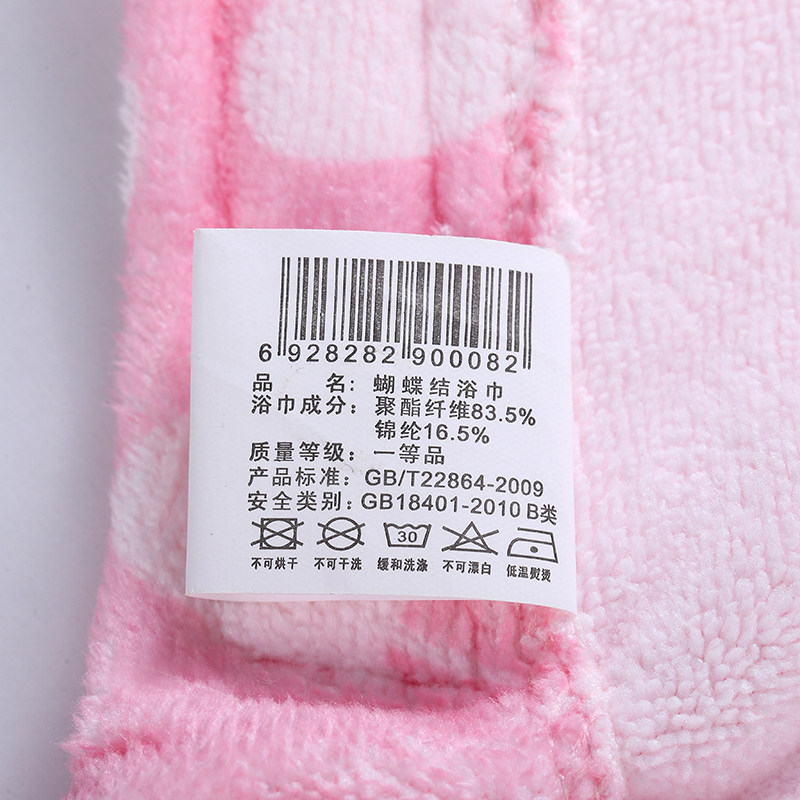 6 928282 900082
品 名: 蝴蝶结浴巾
浴巾成分: 聚酯纤维83.5%
锦纶16.5%
质量等级: 一等品
产品标准: GB/T22864-2009
安全类别: GB18401-2010 B类
30
不可烘干 不可干洗 缓和洗涤 不可漂白 低温熨烫